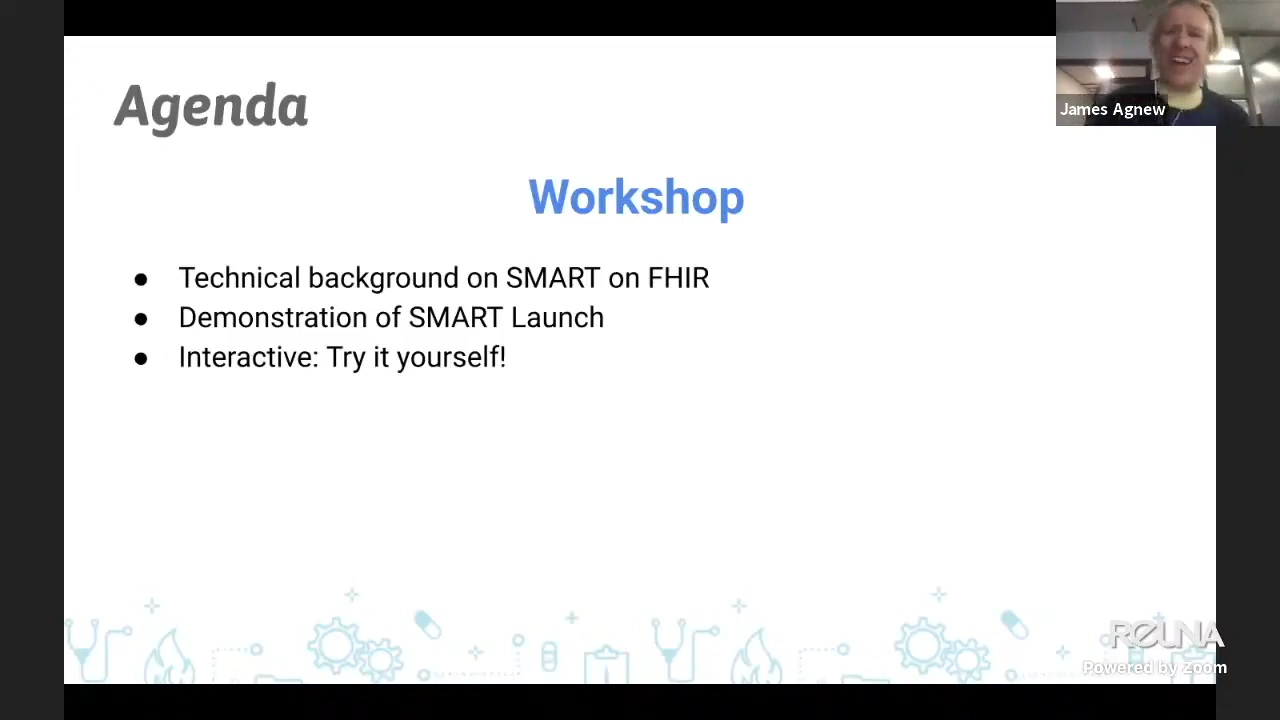 Agenda
James Agnew
Workshop
● Technical background on SMART on FHIR
● Demonstration of SMART Launch
● Interactive: Try it yourself!
REUNA
Powered by Zoom